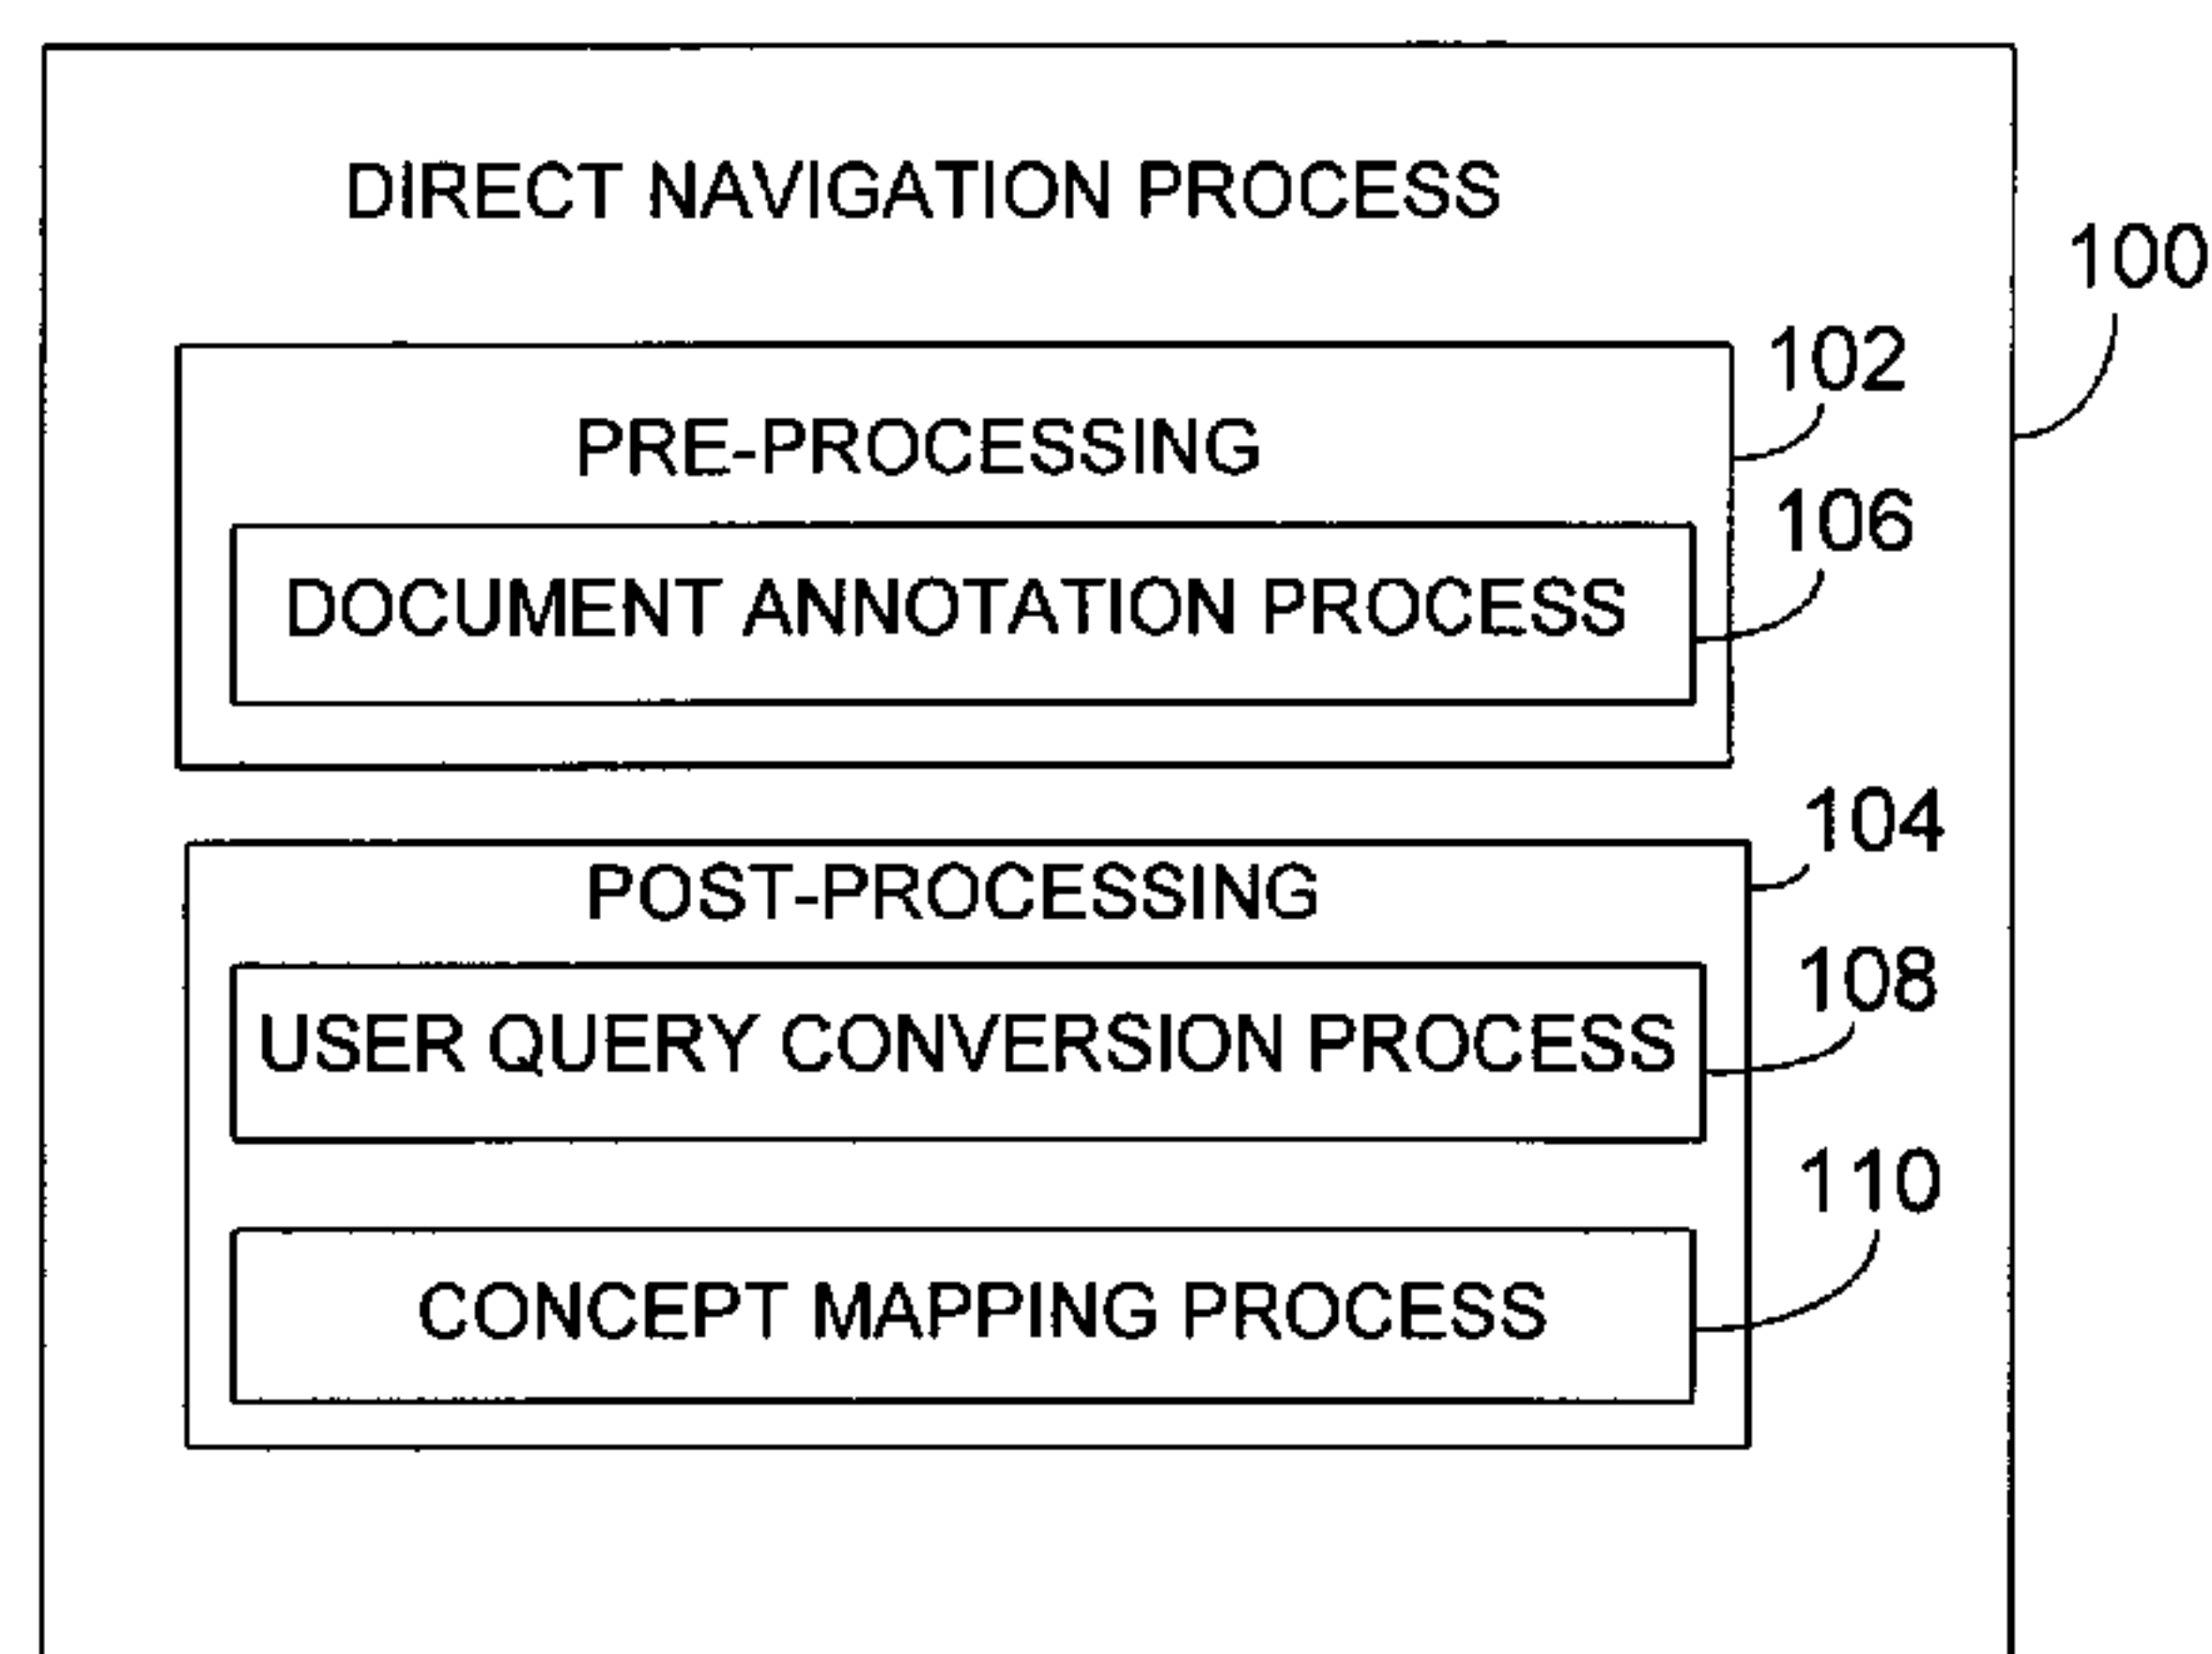 DIRECT NAVIGATION PROCESS
100
102
PRE-PROCESSING
106
DOCUMENT ANNOTATION PROCESS
104
POST-PROCESSING
108
USER QUERY CONVERSION PROCESS
110
CONCEPT MAPPING PROCESS